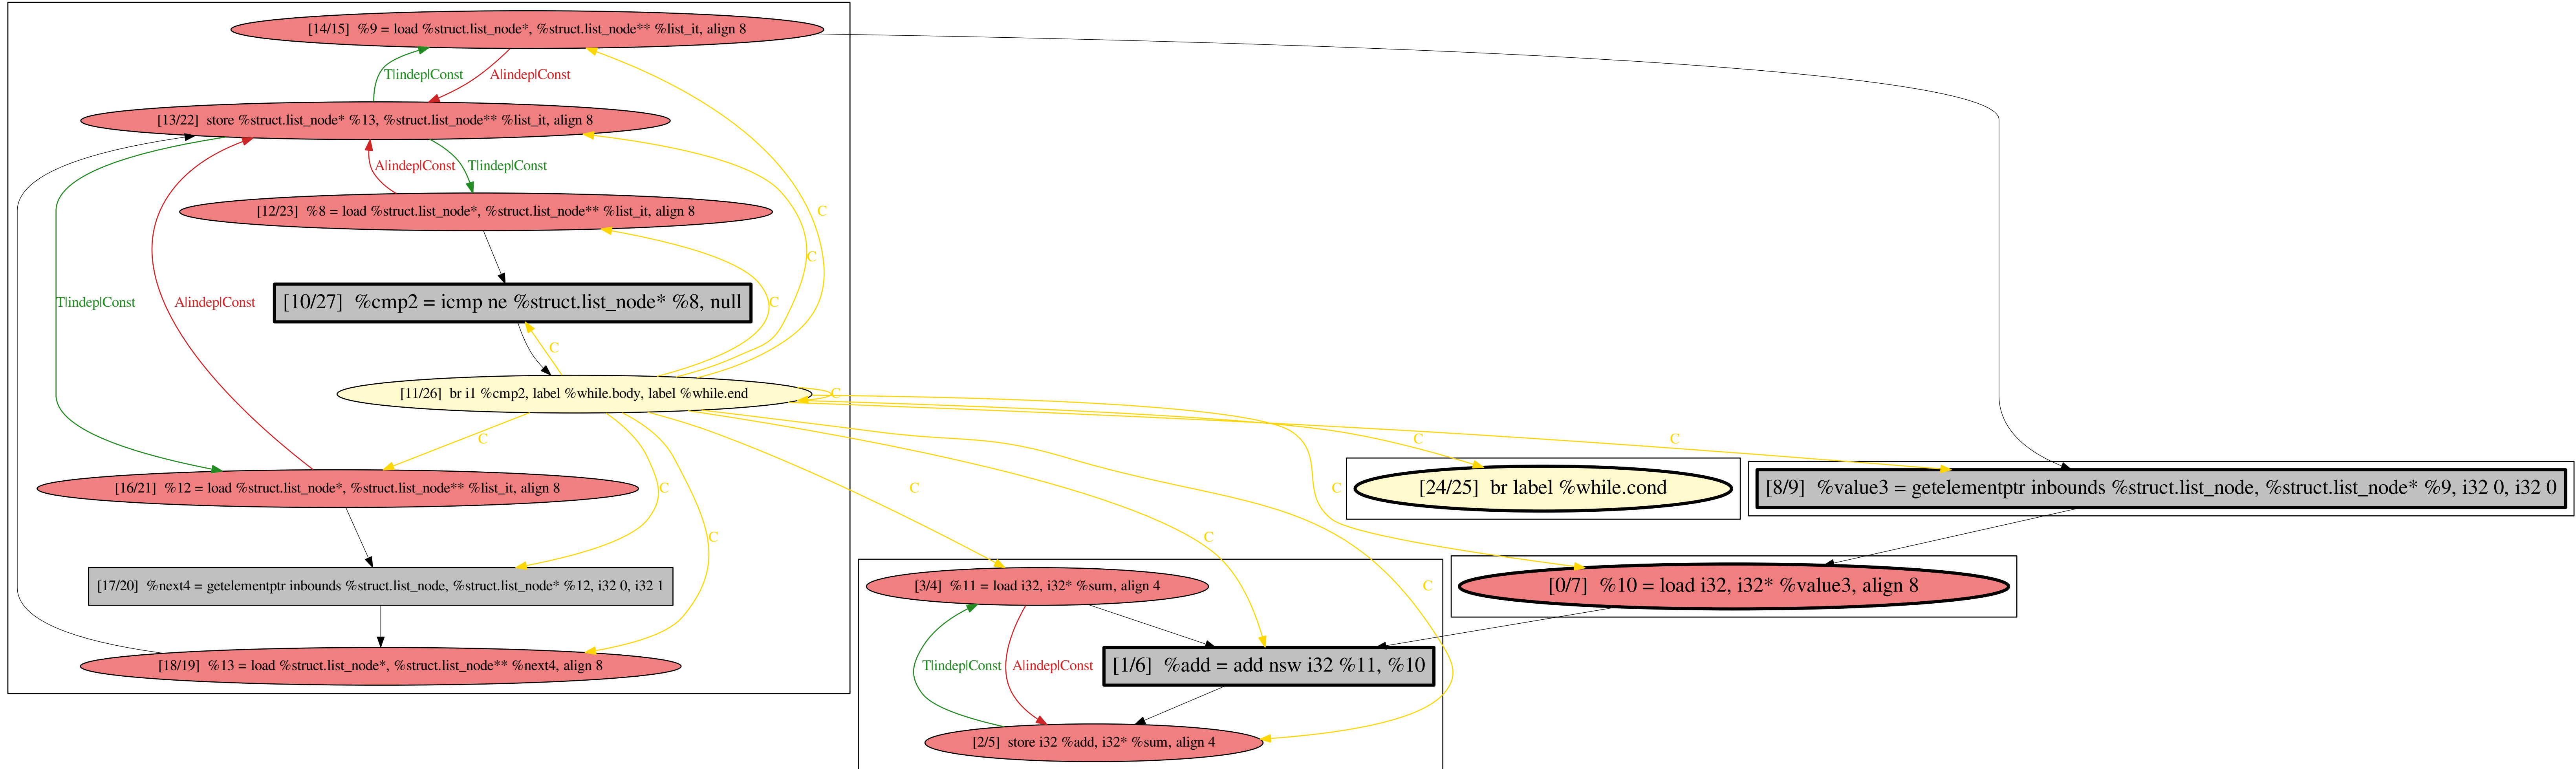 [14/15] %9 = load %struct.list_node*, %struct.list_node** %list_it, align 8
T|indep|Const
A|indep|Const
[13/22] store %struct.list_node* %13, %struct.list_node** %list_it, align 8
A|indep|Const
T|indep|Const
[12/23] %8 = load %struct.list_node*, %struct.list_node** %list_it, align 8
C
C
T|indep|Const
A|indep|Const
[10/27] %cmp2 = icmp ne %struct.list_node* %8, null
C
C
[11/26] br i1 %cmp2, label %while.body, label %while.end
C
C
C
C
[16/21] %12 = load %struct.list_node*, %struct.list_node** %list_it, align 8
C
C
C
[24/25] br label %while.cond
[8/9] %value3 = getelementptr inbounds %struct.list_node, %struct.list_node* %9, i32 0, i32 0
C
C
[17/20] %next4 = getelementptr inbounds %struct.list_node, %struct.list_node* %12, i32 0, i32 1
[3/4] %11 = load i32, i32* %sum, align 4
C
[0/7] %10 = load i32, i32* %value3, align 8
[18/19] %13 = load %struct.list_node*, %struct.list_node** %next4, align 8
T|indep|Const
A|indep|Const
[1/6] %add = add nsw i32 %11, %10
[2/5] store i32 %add, i32* %sum, align 4